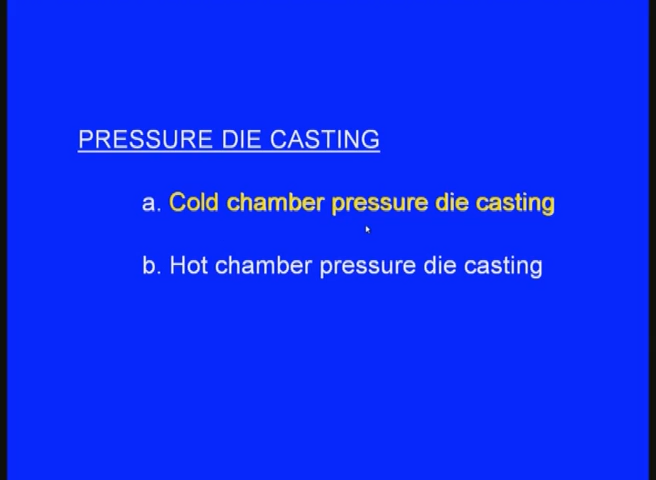 PRESSURE DIE CASTING
a. Cold chamber pressure die casting
b. Hot chamber pressure die casting